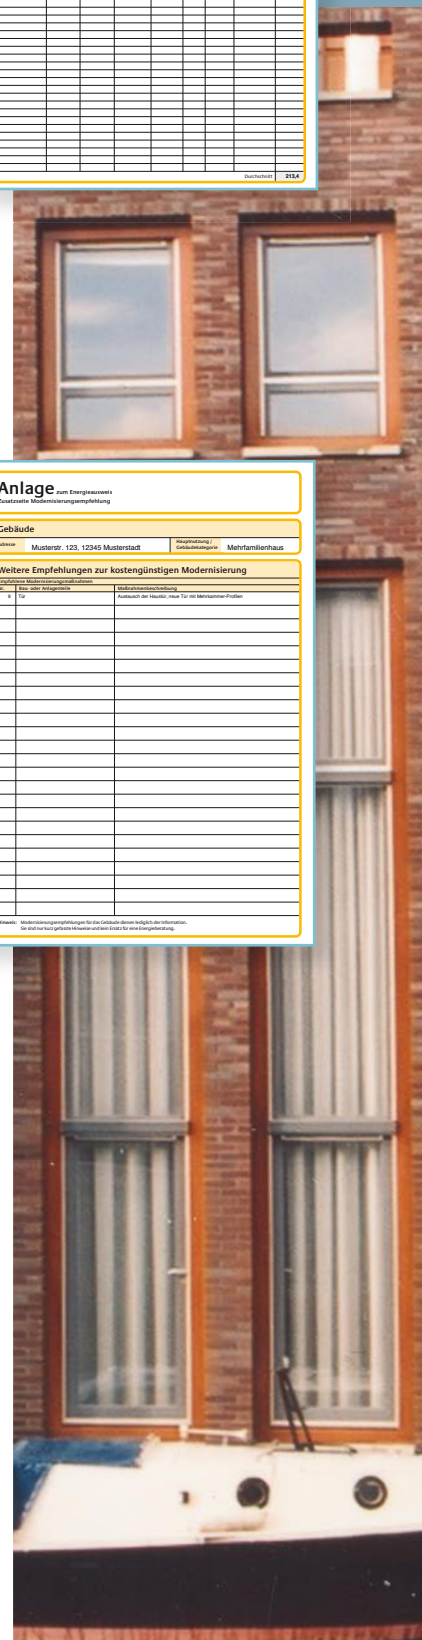 Durchschnitt 213,4
Anlage zum Energieausweis
Zusatzseite Modernisierungsempfehlung
Gebäude
Adresse Musterstr. 123, 12345 Musterstadt Hauptnutzung / Gebäudekategorie Mehrfamilienhaus
Weitere Empfehlungen zur kostengünstigen Modernisierung
Empfohlene Modernisierungsmaßnahmen
Nr. Bau- oder Anlagenteile Maßnahmenbeschreibung
8 Tür Austausch der Haustür, neue Tür mit Mehrkammer-Profilen
Hinweis: Modernisierungsempfehlungen für das Gebäude dienen lediglich der Information.
Sie sind nur kurz gefasste Hinweise und kein Ersatz für eine Energieberatung.